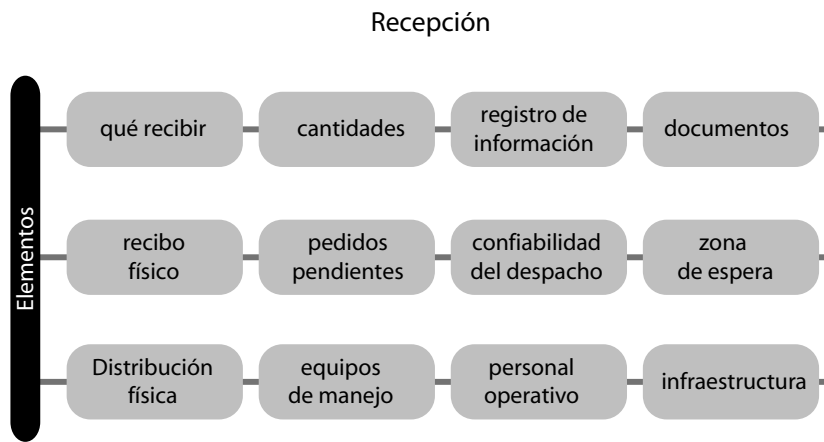 Recepción
Elementos
qué recibir
cantidades
registro de
información
documentos
recibo
físico
pedidos
pendientes
confiabilidad
del despacho
zona
de espera
Distribución
física
equipos
de manejo
personal
operativo
infraestructura